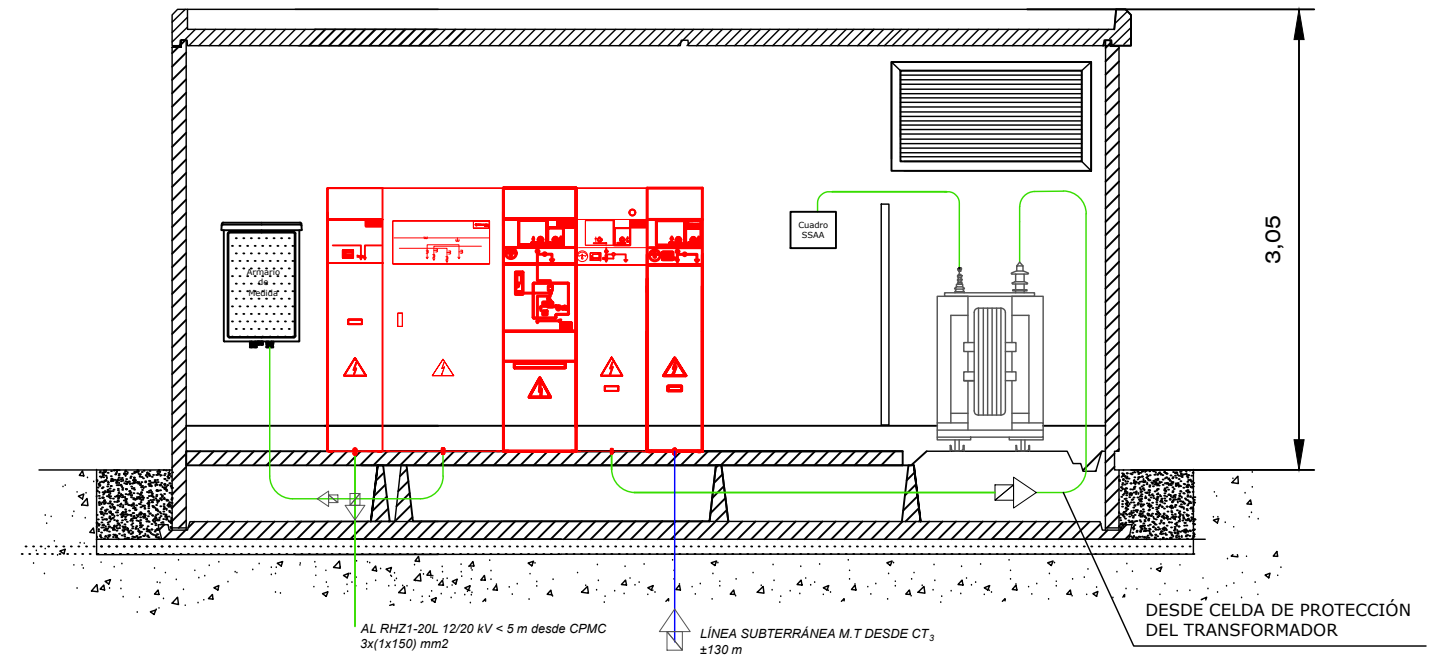 3,05
Cuadro
SSAA
Armario
de
Medida
AL RHZ1-20L 12/20 kV < 5 m desde CPMC
3x(1x150) mm2
LÍNEA SUBTERRÁNEA M.T DESDE CT3
±130 m
DESDE CELDA DE PROTECCIÓN
DEL TRANSFORMADOR